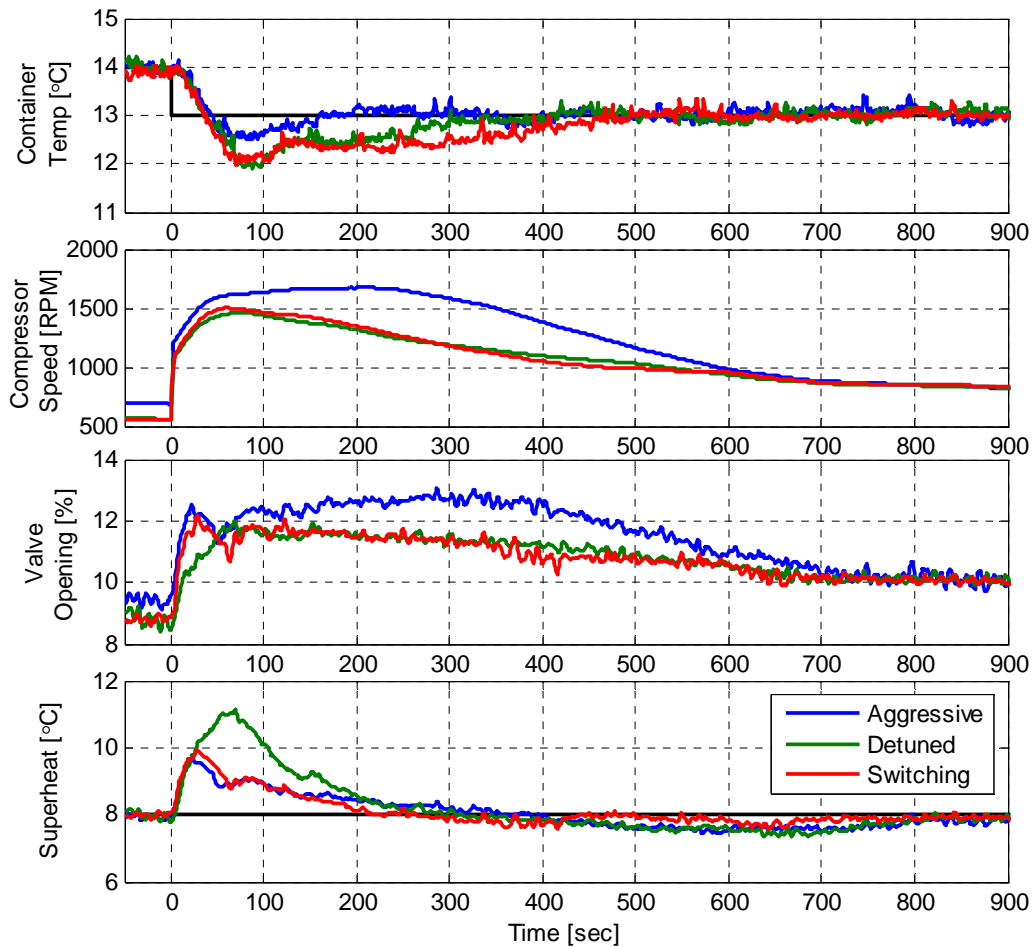 15
14
13
12
11
Container
Temp [°C]
0 100 200 300 400 500 600 700 800 900
2000
1500
1000
500
Compressor
Speed [RPM]
0 100 200 300 400 500 600 700 800 900
14
12
10
8
Valve
Opening [%]
0 100 200 300 400 500 600 700 800 900
12
10
8
6
Superheat [°C]
Aggressive
Detuned
Switching
0 100 200 300 400 500 600 700 800 900
Time [sec]